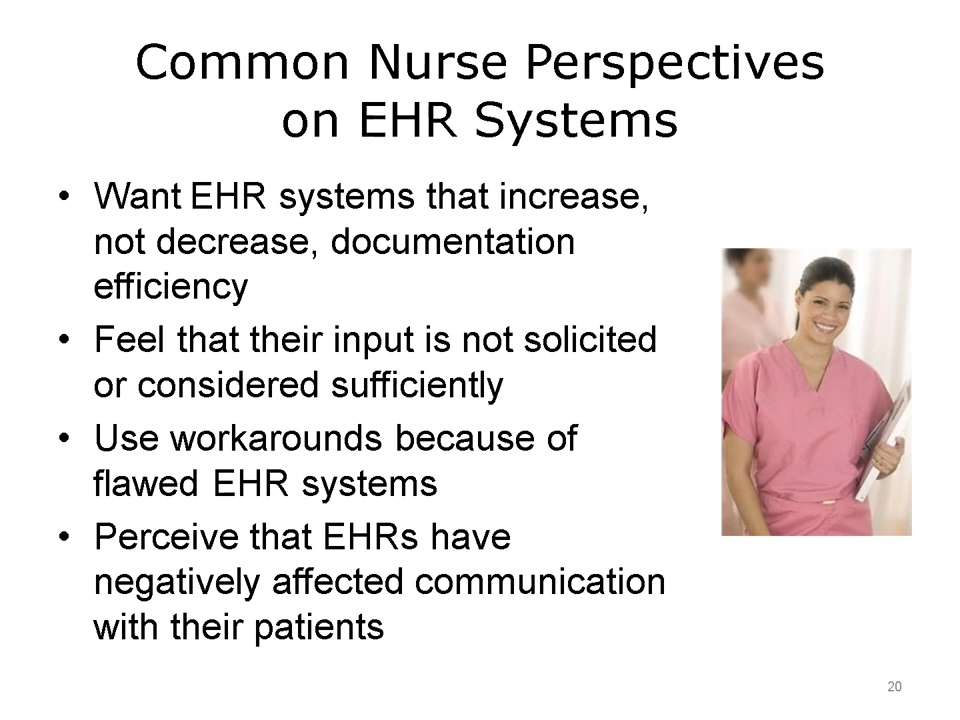 Common Nurse Perspectives
on EHR Systems
• Want EHR systems that increase,
not decrease, documentation
efficiency
• Feel that their input is not solicited
or considered sufficiently
• Use workarounds because of
flawed EHR systems
• Perceive that EHRs have
negatively affected communication
with their patients
20